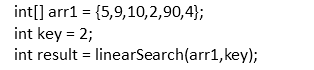 int[] arr1 = {5,9,10,2,90,4};
int key = 2;
int result = linearSearch(arr1,key);